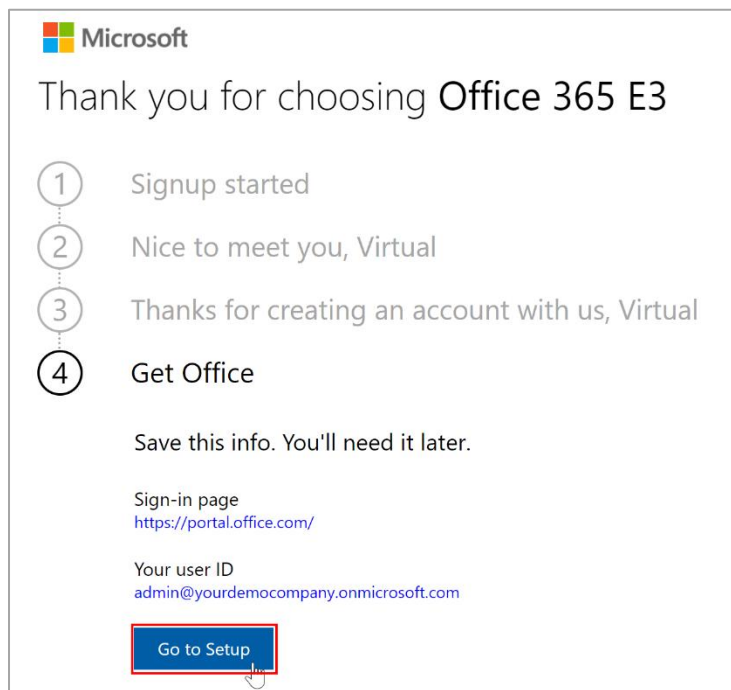 Microsoft
Thank you for choosing Office 365 E3
1 Signup started
2 Nice to meet you, Virtual
3 Thanks for creating an account with us, Virtual
4 Get Office
Save this info. You'll need it later.
Sign-in page
https://portal.office.com/
Your user ID
admin@yourdemocompany.onmicrosoft.com
Go to Setup